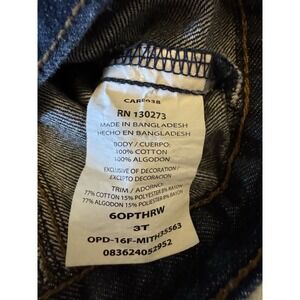 CARE038
RN 130273
MADE IN BANGLADESH
HECHO EN BANGLADESH
BODY / CUERPO:
100% COTTON
100% ALGODON
EXCLUSIVE OF DECORATION /
EXCEPTO DECORACION
TRIM / ADORNO:
77% COTTON 15% POLYESTER 8% RAYON
77% ALGODON 15% POLIESTER 8% RAYON
6OPTHRW
3T
OPD-16F-MITH35563
083624052952